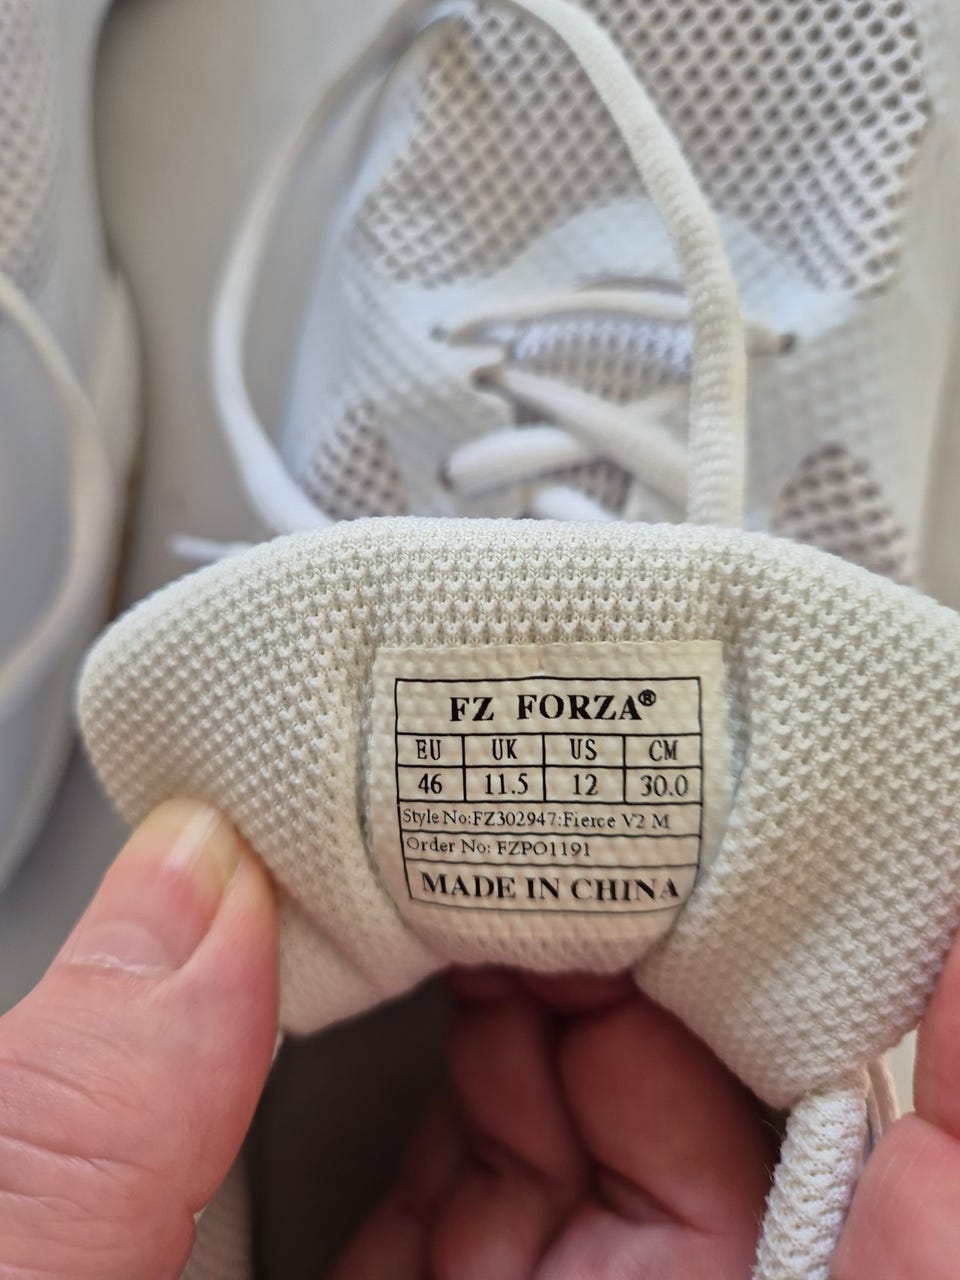 FZ FORZA®
EU UK US CM
46 11.5 12 30.0
Style No:FZ302947:Fierce V2 M
Order No: FZPO1191
MADE IN CHINA